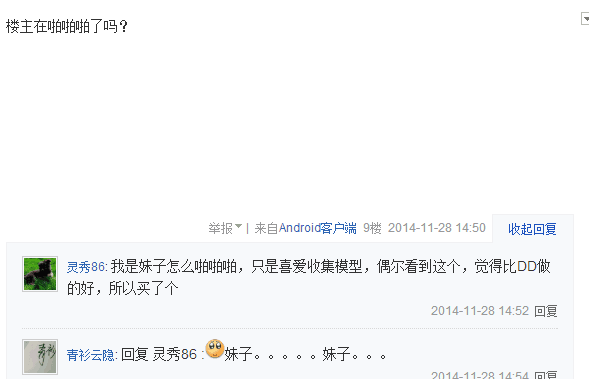 楼主在啪啪啪了吗？
举报 | 来自Android客户端 9楼 2014-11-28 14:50 收起回复
灵秀86: 我是妹子怎么啪啪啪，只是喜爱收集模型，偶尔看到这个，觉得比DD做
的好，所以买了个
2014-11-28 14:52 回复
青衫云隐: 回复 灵秀86 :妹子。。。。。妹子。。。
2014-11-28 14:54 回复